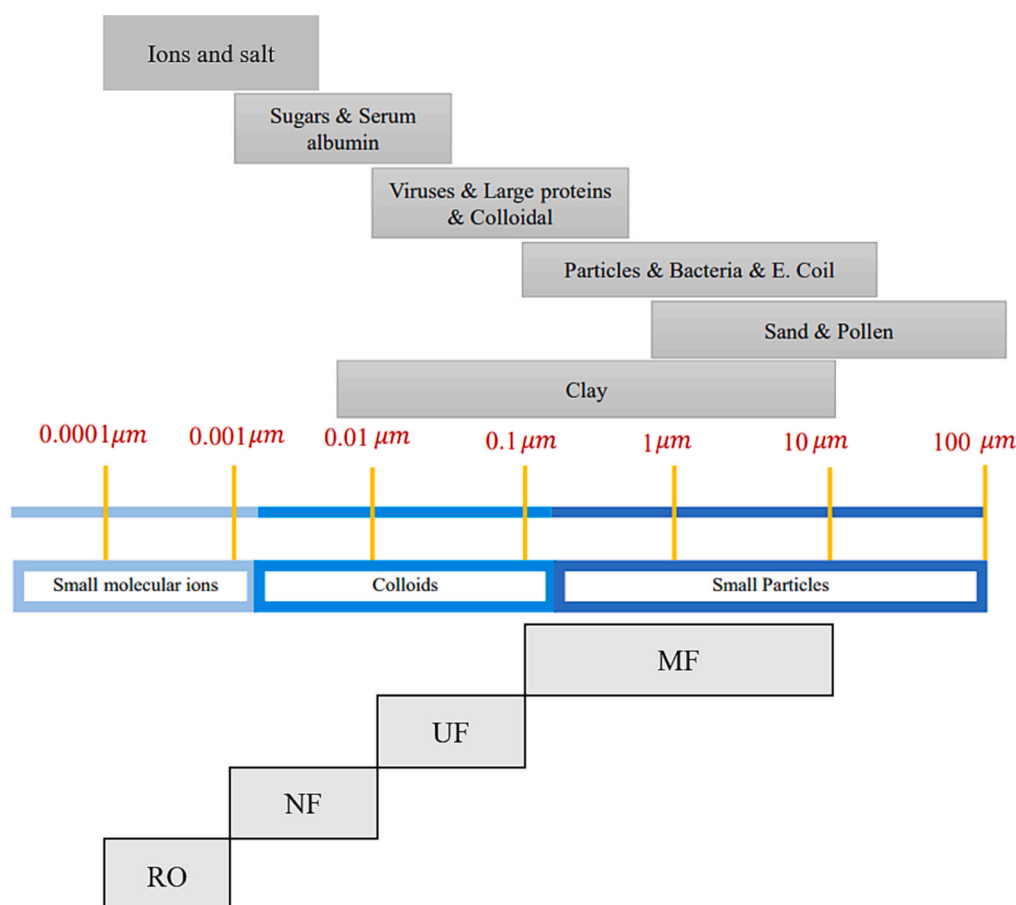 Ions and salt
Sugars & Serum
albumin
Viruses & Large proteins
& Colloidal
Particles & Bacteria & E. Coil
Sand & Pollen
Clay
0.0001μm
0.001μm
0.01 μm
0.1 μm
1μm
10 μm
100 μm
Small molecular ions
Colloids
Small Particles
MF
UF
NF
RO